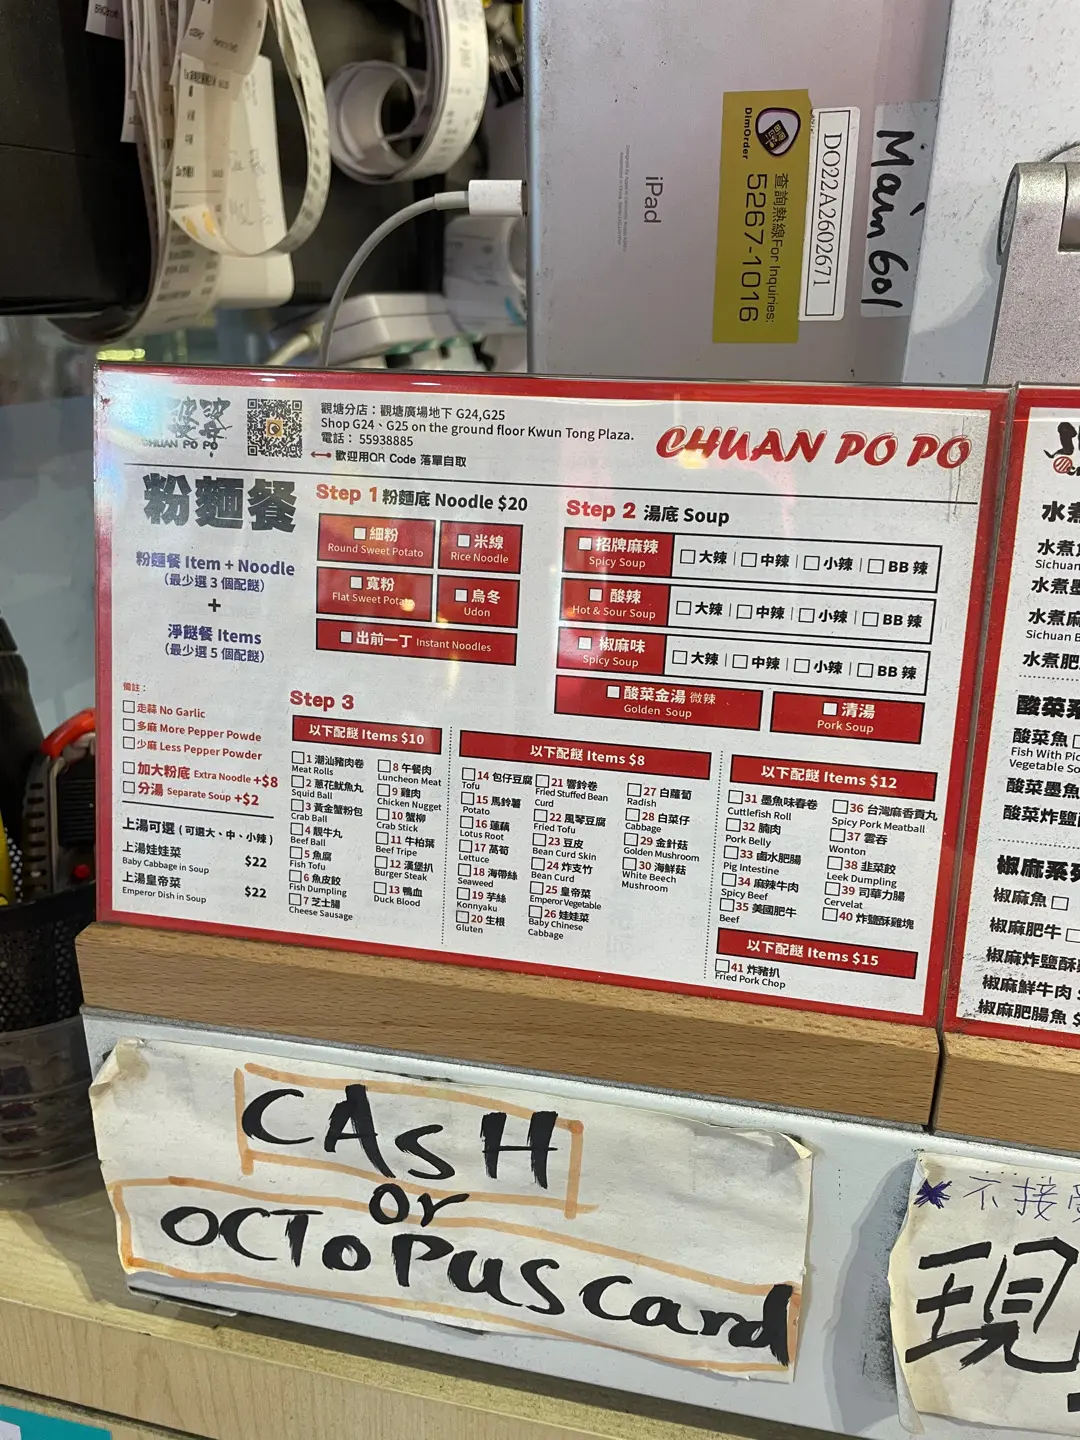 iPad
DimOrder
查詢熱線For Inquiries:
5267-1016
DO22A2602671
Main 601
婆婆
CHUAN PO PO
觀塘分店：觀塘廣場地下 G24,G25
Shop G24、G25 on the ground floor Kwun Tong Plaza.
電話： 55938885
歡迎用QR Code 落單自取
CHUAN PO PO
粉麵餐
粉麵餐 Item + Noodle
（最少選 3 個配餸）
+
淨餸餐 Items
（最少選 5 個配餸）
備註：
走蒜 No Garlic
多麻 More Pepper Powde
少麻 Less Pepper Powder
加大粉底 Extra Noodle +$8
分湯 Separate Soup +$2
上湯可選 ( 可選大、中、小辣 )
上湯娃娃菜 $22
Baby Cabbage in Soup
上湯皇帝菜 $22
Emperor Dish in Soup
Step 1 粉麵底 Noodle $20
細粉
Round Sweet Potato
米線
Rice Noodle
寬粉
Flat Sweet Potato
烏冬
Udon
出前一丁 Instant Noodles
Step 2 湯底 Soup
招牌麻辣
Spicy Soup
大辣 中辣 小辣 BB 辣
酸辣
Hot & Sour Soup
大辣 中辣 小辣 BB 辣
椒麻味
Spicy Soup
大辣 中辣 小辣 BB 辣
酸菜金湯 微辣
Golden Soup
清湯
Pork Soup
Step 3
以下配餸 Items $10
1 潮汕豬肉卷
Meat Rolls
2 蔥花魷魚丸
Squid Ball
3 黃金蟹粉包
Crab Ball
4 靚牛丸
Beef Ball
5 魚腐
Fish Tofu
6 魚皮餃
Fish Dumpling
7 芝士腸
Cheese Sausage
8 午餐肉
Luncheon Meat
9 雞肉
Chicken Nugget
10 蟹柳
Crab Stick
11 牛柏葉
Beef Tripe
12 漢堡扒
Burger Steak
13 鴨血
Duck Blood
以下配餸 Items $8
14 包仔豆腐
Tofu
15 馬鈴薯
Potato
16 蓮藕
Lotus Root
17 萵筍
Lettuce
18 海帶絲
Seaweed
19 芋絲
Konnyaku
20 生根
Gluten
21 響鈴卷
Fried Stuffed Bean
Curd
22 風琴豆腐
Fried Tofu
23 豆皮
Bean Curd Skin
24 炸支竹
Bean Curd
25 皇帝菜
Emperor Vegetable
26 娃娃菜
Baby Chinese
Cabbage
27 白蘿蔔
Radish
28 白菜仔
Cabbage
29 金針菇
Golden Mushroom
30 海鮮菇
White Beech
Mushroom
以下配餸 Items $12
31 墨魚味春卷
Cuttlefish Roll
32 腩肉
Pork Belly
33 鹵水肥腸
Pig Intestine
34 麻辣牛肉
Spicy Beef
35 美國肥牛
Beef
36 台灣麻香貢丸
Spicy Pork Meatball
37 雲吞
Wonton
38 韭菜餃
Leek Dumpling
39 司華力腸
Cervelat
40 炸鹽酥雞塊
以下配餸 Items $15
41 炸豬扒
Fried Pork Chop
水煮
水煮
Sichuan
水煮
水煮麻
Sichuan B
水煮肥
酸菜系
酸菜魚
Fish With Pic
Vegetable So
酸菜墨
酸菜炸
椒麻系
椒麻魚
椒麻肥牛
椒麻炸鹽酥
椒麻鮮牛肉
椒麻肥腸魚 $
CASH
or
OCTOPUS Card
不接
現